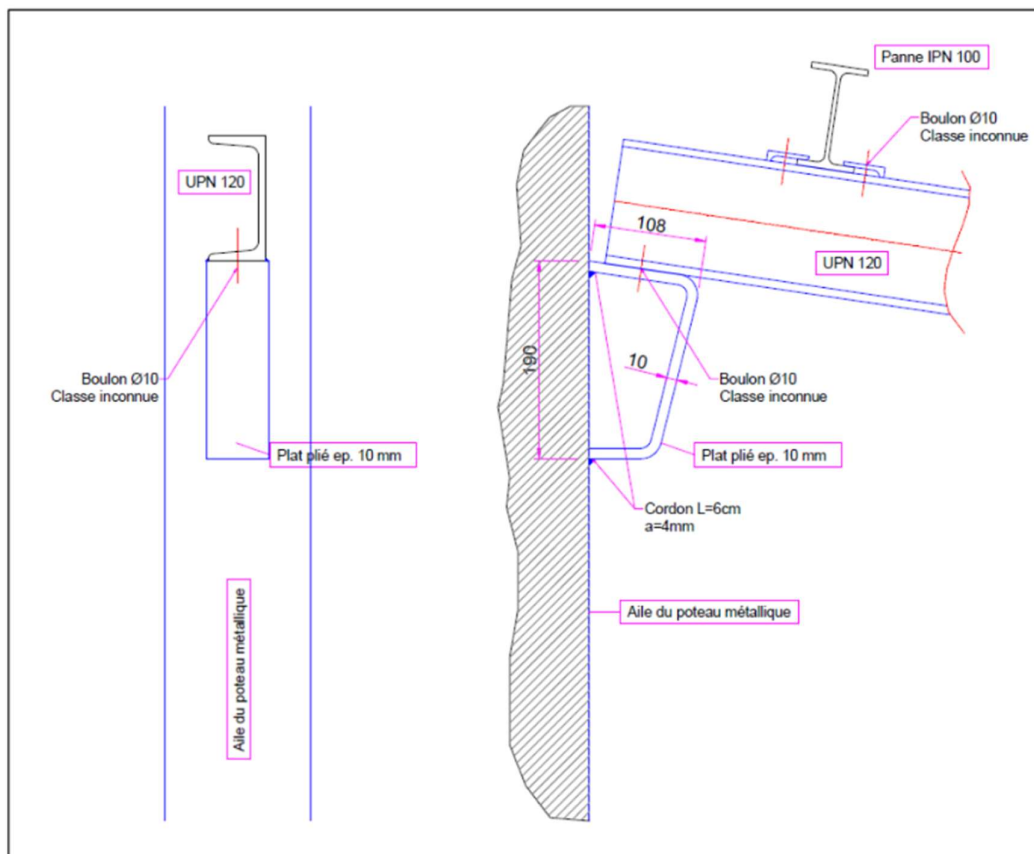 Panne IPN 100
Boulon Ø10
Classe inconnue
UPN 120
108
UPN 120
190
10
Boulon Ø10
Classe inconnue
Boulon Ø10
Classe inconnue
Plat plié ep. 10 mm
Plat plié ep. 10 mm
Cordon L=6cm
a=4mm
Aile du poteau métallique
Aile du poteau métallique